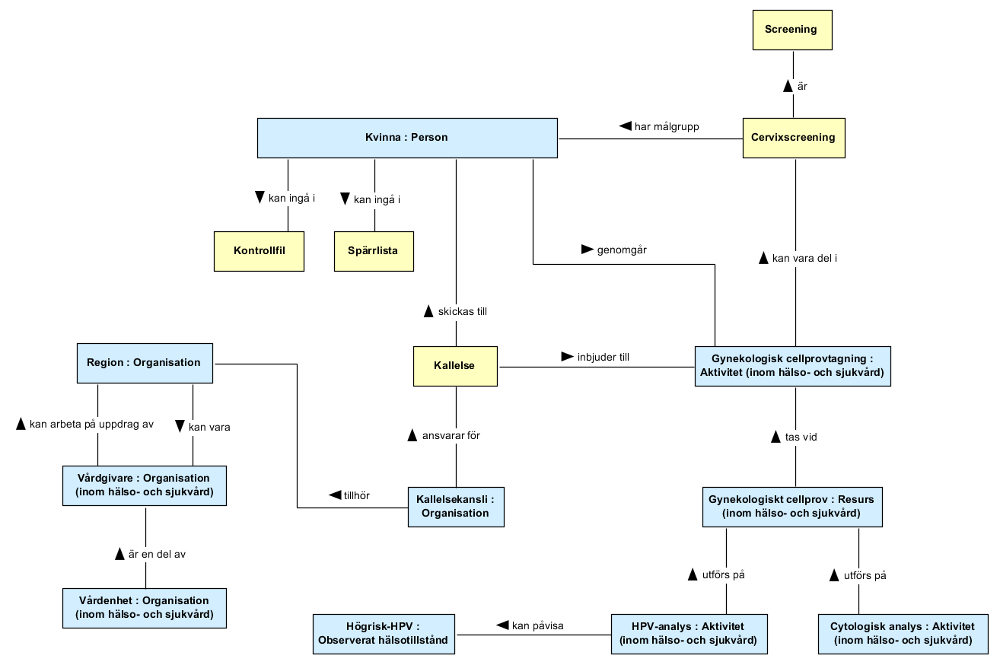 Screening
är
har målgrupp
Kvinna : Person
Cervixscreening
kan ingå i
kan ingå i
Kontrollfil
Spärrlista
genomgår
kan vara del i
skickas till
Region : Organisation
Kallelse
inbjuder till
Gynekologisk cellprovtagning :
Aktivitet (inom hälso- och sjukvård)
kan arbeta på uppdrag av
kan vara
ansvarar för
tas vid
Vårdgivare : Organisation
(inom hälso- och sjukvård)
tillhör
Kallelsekansli :
Organisation
Gynekologiskt cellprov : Resurs
(inom hälso- och sjukvård)
är en del av
utförs på
utförs på
Vårdenhet : Organisation
(inom hälso- och sjukvård)
Högrisk-HPV :
Observerat hälsotillstånd
kan påvisa
HPV-analys : Aktivitet
(inom hälso- och sjukvård)
Cytologisk analys : Aktivitet
(inom hälso- och sjukvård)